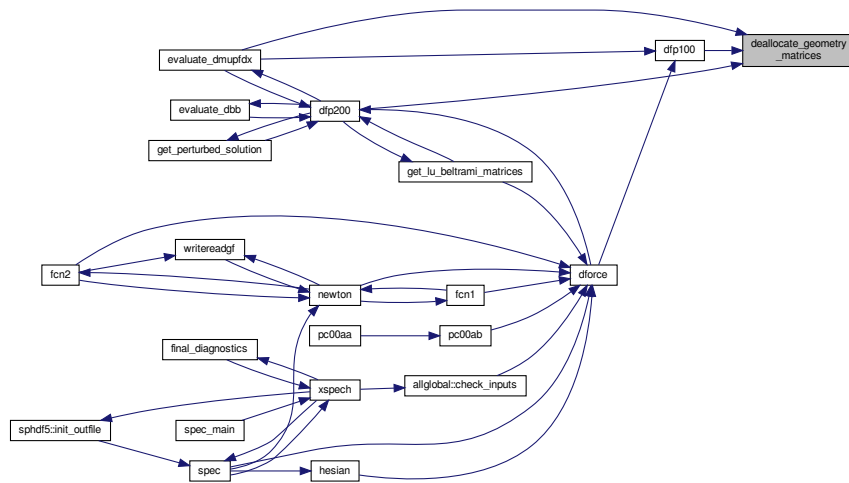 deallocate_geometry
_matrices
dfp100
evaluate_dmupfdx
evaluate_dbb
dfp200
get_perturbed_solution
get_lu_beltrami_matrices
writereadgf
fcn2
dforce
newton
fcn1
pc00aa
pc00ab
final_diagnostics
xspech
allglobal::check_inputs
sphdf5::init_outfile
spec_main
spec
hesian